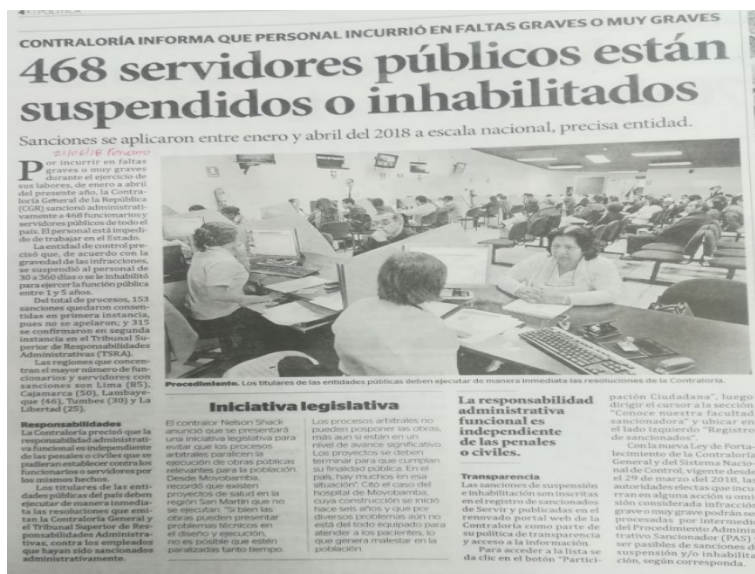 POLÍTICA
CONTRALORÍA INFORMA QUE PERSONAL INCURRIÓ EN FALTAS GRAVES O MUY GRAVES
468 servidores públicos están
suspendidos o inhabilitados
Sanciones se aplicaron entre enero y abril del 2018 a escala nacional, precisa entidad.
Por incurrir en faltas
graves o muy graves
durante el ejercicio de
sus labores, de enero a abril
del presente año, la Contra-
loría General de la República
(CGR) sancionó administrati-
vamente a 468 funcionarios y
servidores públicos de todo el
país. El personal está impedi-
do de trabajar en el Estado.
La entidad de control pre-
cisó que, de acuerdo con la
gravedad de las infracciones,
se suspendió al personal de
30 a 360 días o se le inhabilitó
para ejercer la función pública
entre 1 y 5 años.
Del total de procesos, 153
sanciones quedaron con-
sentidas en primera instancia,
pues no se apelaron; y 315
se confirmaron en segunda
instancia en el Tribunal Su-
perior de Responsabilidades
Administrativas (TSRA).
Las regiones que concen-
tran el mayor número de fun-
cionarios y servidores con
sanciones son Lima (85),
Cajamarca (50), Lambaye-
que (46), Tumbes (30) y La
Libertad (25).
Responsabilidades
La Contraloría precisó que la
responsabilidad administrati-
va funcional es independiente
de las penales o civiles que se
pudieran establecer contra los
funcionarios o servidores por
los mismos hechos.
Los titulares de las enti-
dades públicas del país deben
ejecutar de manera inmedia-
ta las resoluciones que emi-
tan la Contraloría General y
el Tribunal Superior de Res-
ponsabilidades Administra-
tivas, contra los empleados
que hayan sido sancionados
administrativamente.
Procedimiento. Los titulares de las entidades públicas deben ejecutar de manera inmediata las resoluciones de la Contraloría.
Iniciativa legislativa
El contralor Nelson Shack
anunció que se presentará
una iniciativa legislativa para
evitar que los procesos
arbitrales paralicen la
ejecución de obras públicas
relevantes para la población.
Desde Moyobamba,
recordó que existen
proyectos de salud en la
región San Martín que no
se ejecutan. "Si bien las
obras pueden presentar
problemas técnicos en
el diseño y ejecución,
no es posible que estén
paralizadas tanto tiempo.
Los procesos arbitrales no
pueden posponer las obras,
más aun si están en un
nivel de avance significativo.
Los proyectos se deben
terminar para que cumplan
su finalidad pública. En el
país, hay muchos en esa
situación". Citó el caso del
hospital de Moyobamba,
cuya construcción se inició
hace seis años y que por
diversos problemas aún no
está del todo equipado para
atender a los pacientes, lo
que genera malestar en la
población.
La responsabilidad
administrativa
funcional es
independiente
de las penales
o civiles.
Transparencia
Las sanciones de suspensión
e inhabilitación son inscritas
en el registro de sancionados
de Servir y publicadas en el
renovado portal web de la
Contraloría como parte de
su política de transparencia
y acceso a la información.
Para acceder a la lista se
da clic en el botón "Partici-
pación Ciudadana", luego
dirigir el cursor a la sección
"Conoce nuestra facultad
sancionadora" y ubicar en
el lado izquierdo "Registro
de sancionados".
Con la nueva Ley de Forta-
lecimiento de la Contraloría
General y del Sistema Nacio-
nal de Control, vigente desde
el 29 de marzo del 2018, las
autoridades electas que incu-
rran en alguna acción u omi-
sión considerada infracción
grave o muy grave podrán ser
procesadas por intermedio
del Procedimiento Adminis-
trativo Sancionador (PAS) y
ser pasibles de sanciones de
suspensión y/o inhabilita-
ción, según corresponda.